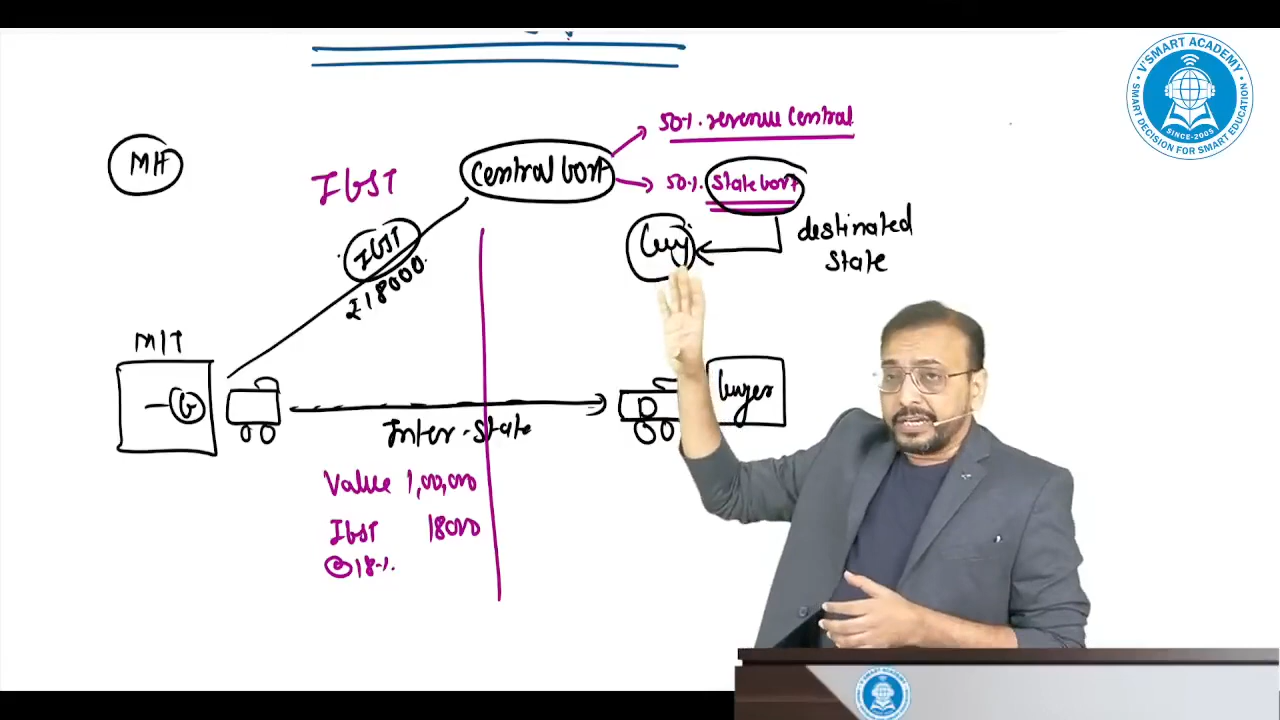 50%. revenue Central
MH
IGST
Central Govt
50%. State Govt
Guj
destinated
State
IGST
₹18000
M/T
G
buyer
Inter-State
Value 1,00,000
IGST 18000
@18%.
V'SMART ACADEMY
SINCE-2005
SMART DECISION FOR SMART EDUCATION